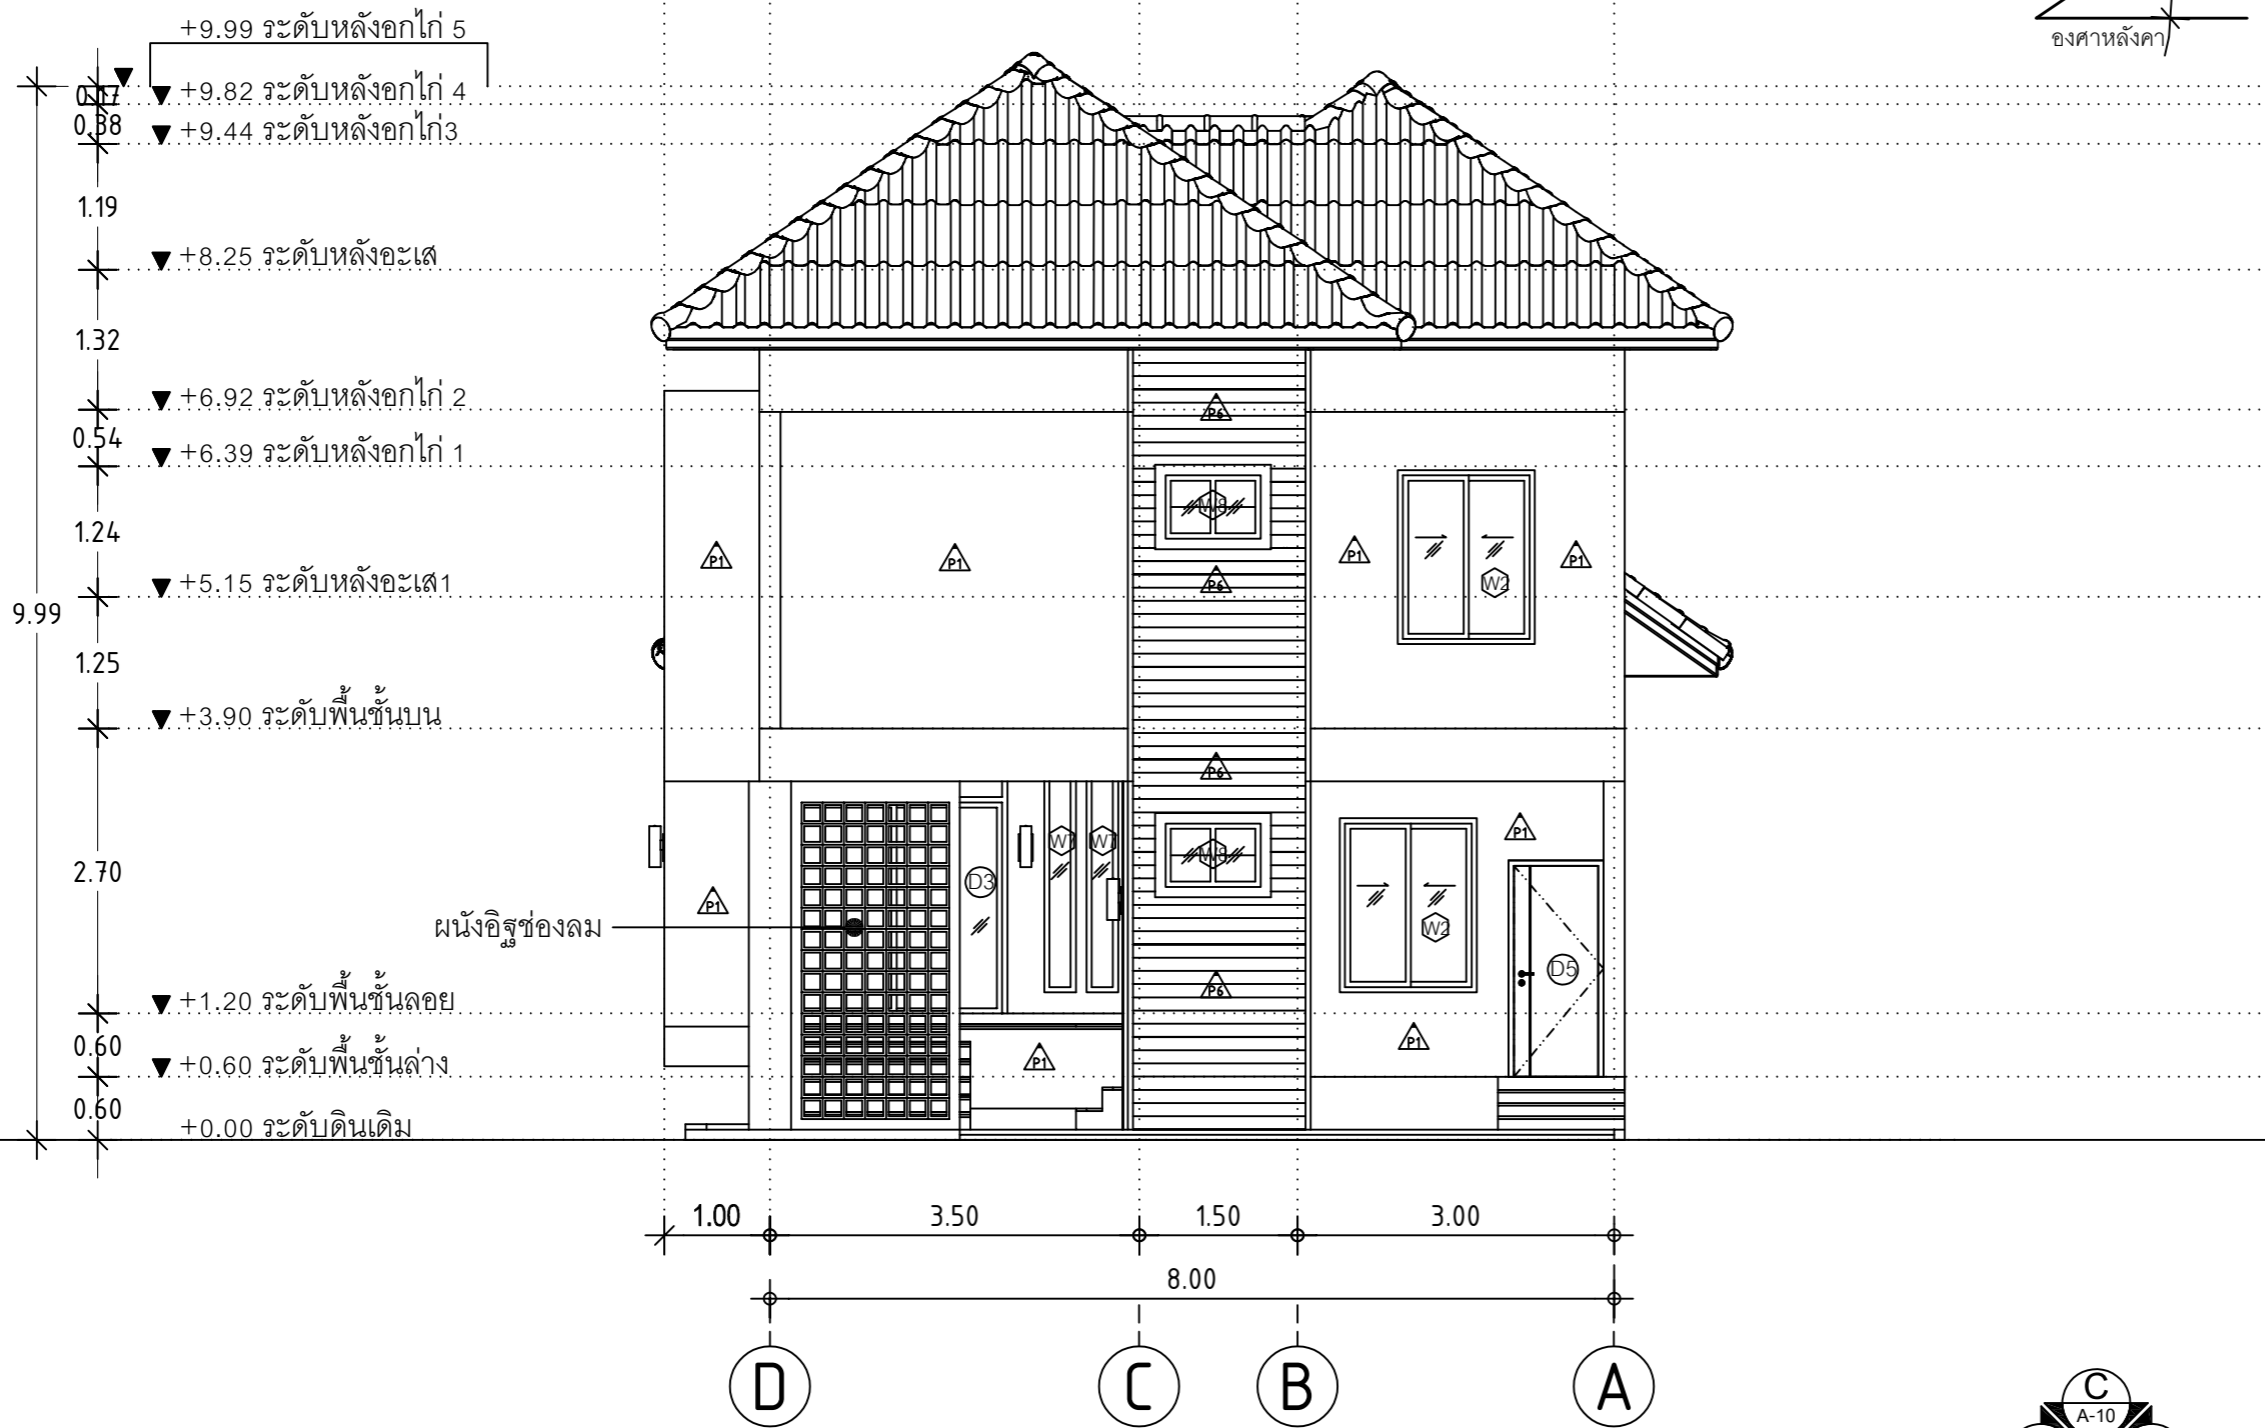 +9.99 ระดับหลังอกไก่ 5
องศาหลังคา
0.17
+9.82 ระดับหลังอกไก่ 4
0.38
+9.44 ระดับหลังอกไก่3
1.19
+8.25 ระดับหลังอะเส
1.32
+6.92 ระดับหลังอกไก่ 2
P6
0.54
+6.39 ระดับหลังอกไก่ 1
W8
1.24
P1
P1
P1
P1
+5.15 ระดับหลังอะเส1
P6
W2
9.99
1.25
+3.90 ระดับพื้นชั้นบน
P6
P1
W7
W7
W8
2.70
D3
P1
ผนังอิฐช่องลม
W2
D5
P6
+1.20 ระดับพื้นชั้นลอย
0.60
P1
P1
+0.60 ระดับพื้นชั้นล่าง
0.60
+0.00 ระดับดินเดิม
1.00
3.50
1.50
3.00
8.00
D
C
B
A
C
A-10